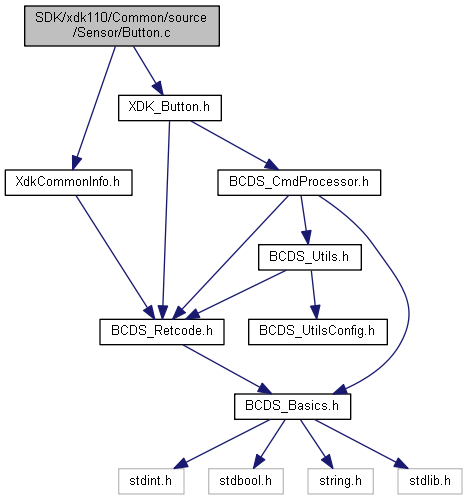 SDK/xdk110/Common/source
/Sensor/Button.c
XDK_Button.h
XdkCommonInfo.h
BCDS_CmdProcessor.h
BCDS_Utils.h
BCDS_Retcode.h
BCDS_UtilsConfig.h
BCDS_Basics.h
stdint.h
stdbool.h
string.h
stdlib.h